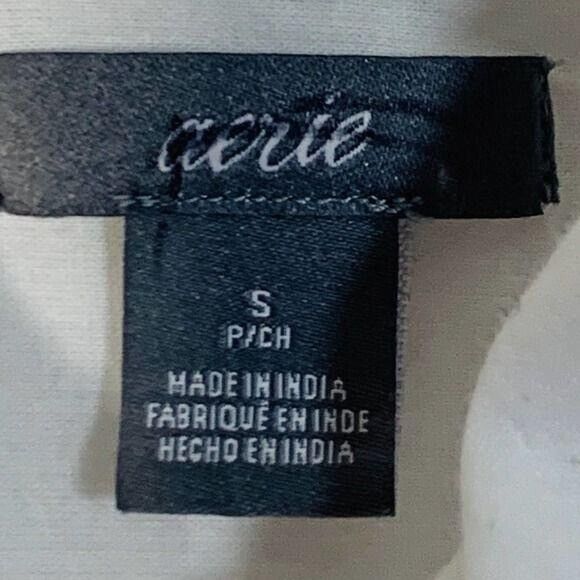 aerie
S
P/CH
MADE IN INDIA
FABRIQUÉ EN INDE
HECHO EN INDIA